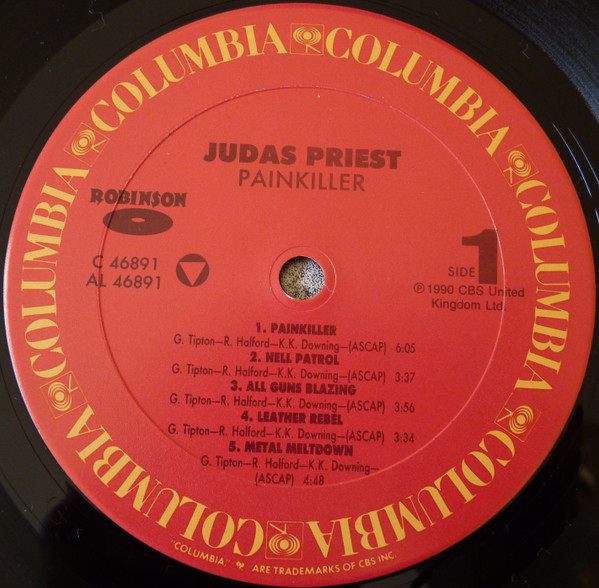 COLUMBIA COLUMBIA COLUMBIA COLUMBIA COLUMBIA COLUMBIA COLUMBIA COLUMBIA
JUDAS PRIEST
PAINKILLER
ROBINSON
C 46891
AL 46891
SIDE 1
℗ 1990 CBS United
Kingdom Ltd.
1. PAINKILLER
G. Tipton—R. Halford—K.K. Downing—(ASCAP) 6:05
2. HELL PATROL
G. Tipton—R. Halford—K.K. Downing—(ASCAP) 3:37
3. ALL GUNS BLAZING
G. Tipton—R. Halford—K.K. Downing—(ASCAP) 3:56
4. LEATHER REBEL
G. Tipton—R. Halford—K.K. Downing—(ASCAP) 3:34
5. METAL MELTDOWN
G. Tipton—R. Halford—K.K. Downing—
(ASCAP) 4:48
"COLUMBIA," ARE TRADEMARKS OF CBS INC.